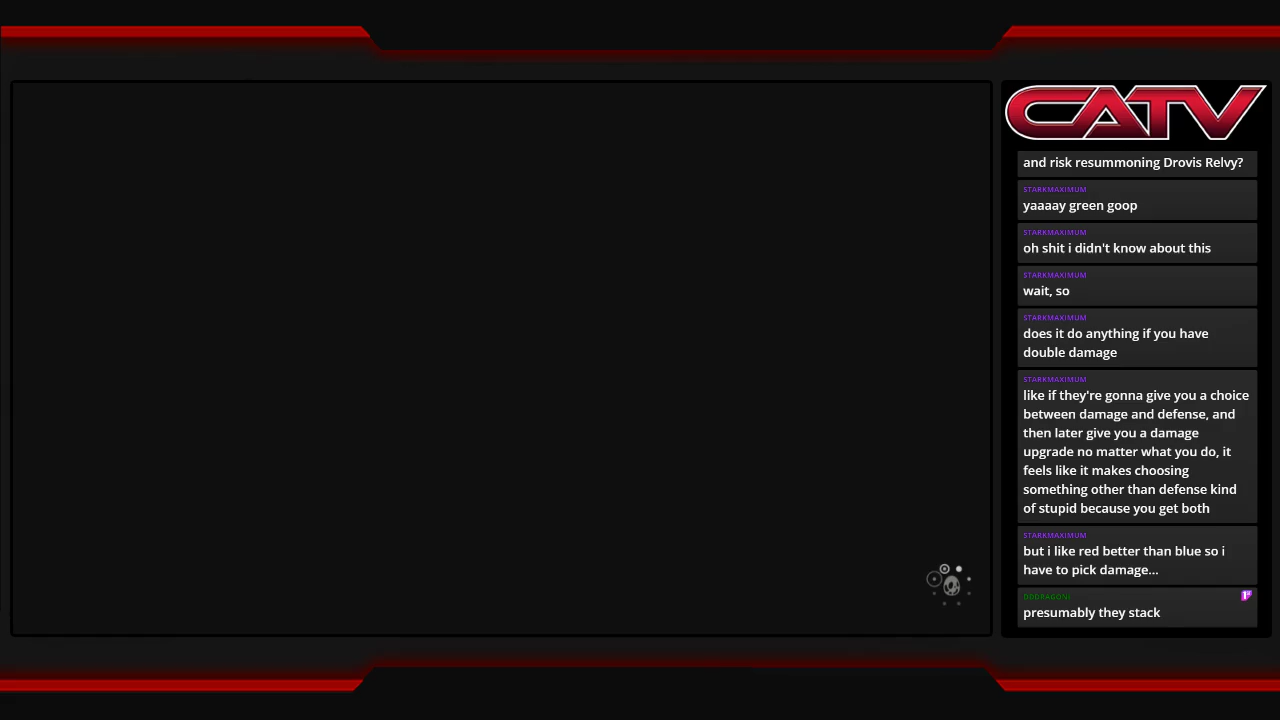 CATV
and risk resummoning Drovis Relvy?
STARKMAXIMUM
yaaaay green goop
STARKMAXIMUM
oh shit i didn't know about this
STARKMAXIMUM
wait, so
STARKMAXIMUM
does it do anything if you have
double damage
STARKMAXIMUM
like if they're gonna give you a choice
between damage and defense, and
then later give you a damage
upgrade no matter what you do, it
feels like it makes choosing
something other than defense kind
of stupid because you get both
STARKMAXIMUM
but i like red better than blue so i
have to pick damage...
DDDRAGONI
presumably they stack